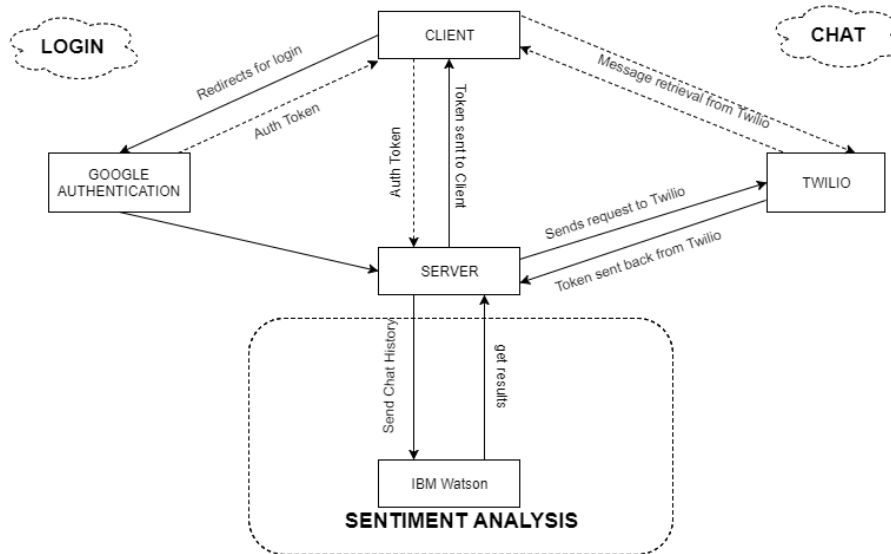 LOGIN
CLIENT
CHAT
Redirects for login
Auth Token
Message retrieval from Twilio
Auth Token
Token sent to Client
GOOGLE
AUTHENTICATION
TWILIO
Sends request to Twilio
Token sent back from Twilio
SERVER
Send Chat History
get results
IBM Watson
SENTIMENT ANALYSIS